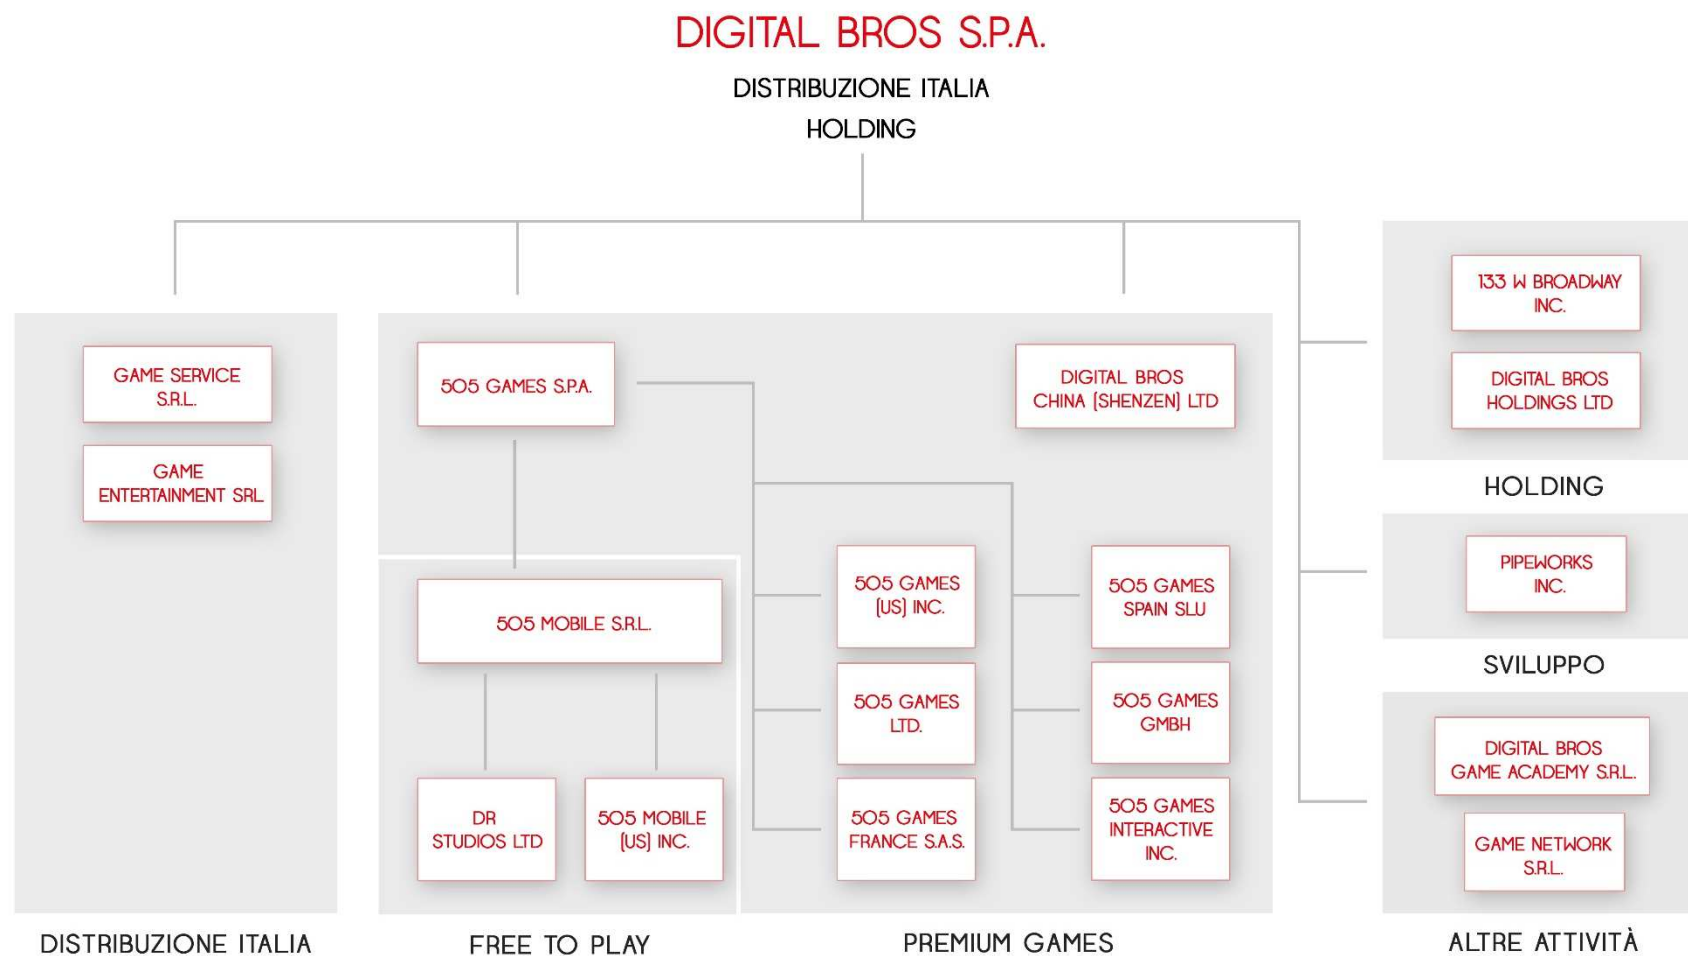 DIGITAL BROS S.P.A.
DISTRIBUZIONE ITALIA
HOLDING
GAME SERVICE
S.R.L.
GAME
ENTERTAINMENT SRL
DISTRIBUZIONE ITALIA
505 GAMES S.P.A.
505 MOBILE S.R.L.
DR
STUDIOS LTD
505 MOBILE
(US) INC.
FREE TO PLAY
DIGITAL BROS
CHINA (SHENZEN) LTD
505 GAMES
(US) INC.
505 GAMES
LTD.
505 GAMES
FRANCE S.A.S.
505 GAMES
SPAIN SLU
505 GAMES
GMBH
505 GAMES
INTERACTIVE
INC.
PREMIUM GAMES
133 W BROADWAY
INC.
DIGITAL BROS
HOLDINGS LTD
HOLDING
PIPEWORKS
INC.
SVILUPPO
DIGITAL BROS
GAME ACADEMY S.R.L.
GAME NETWORK
S.R.L.
ALTRE ATTIVITÀ